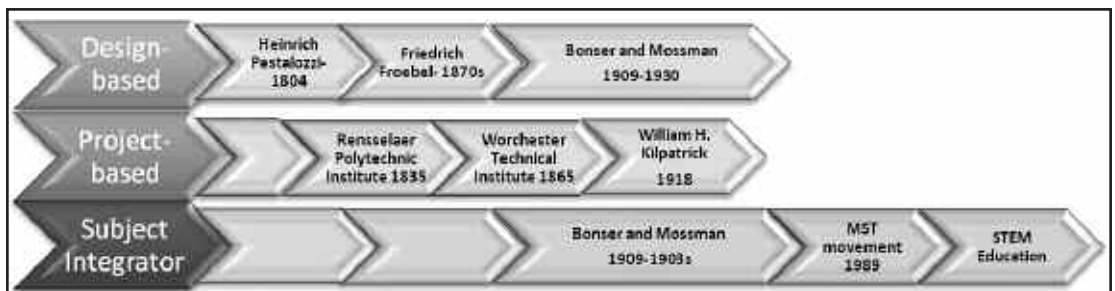 Design-
based
Heinrich
Pestalozzi-
1804
Friedrich
Froebel- 1870s
Bonser and Mossman
1909-1930
Project-
based
Rensselaer
Polytechnic
Institute 1835
Worchester
Technical
Institute 1865
William H.
Kilpatrick
1918
Subject
Integrator
Bonser and Mossman
1909-1903s
MST
movement
1989
STEM
Education